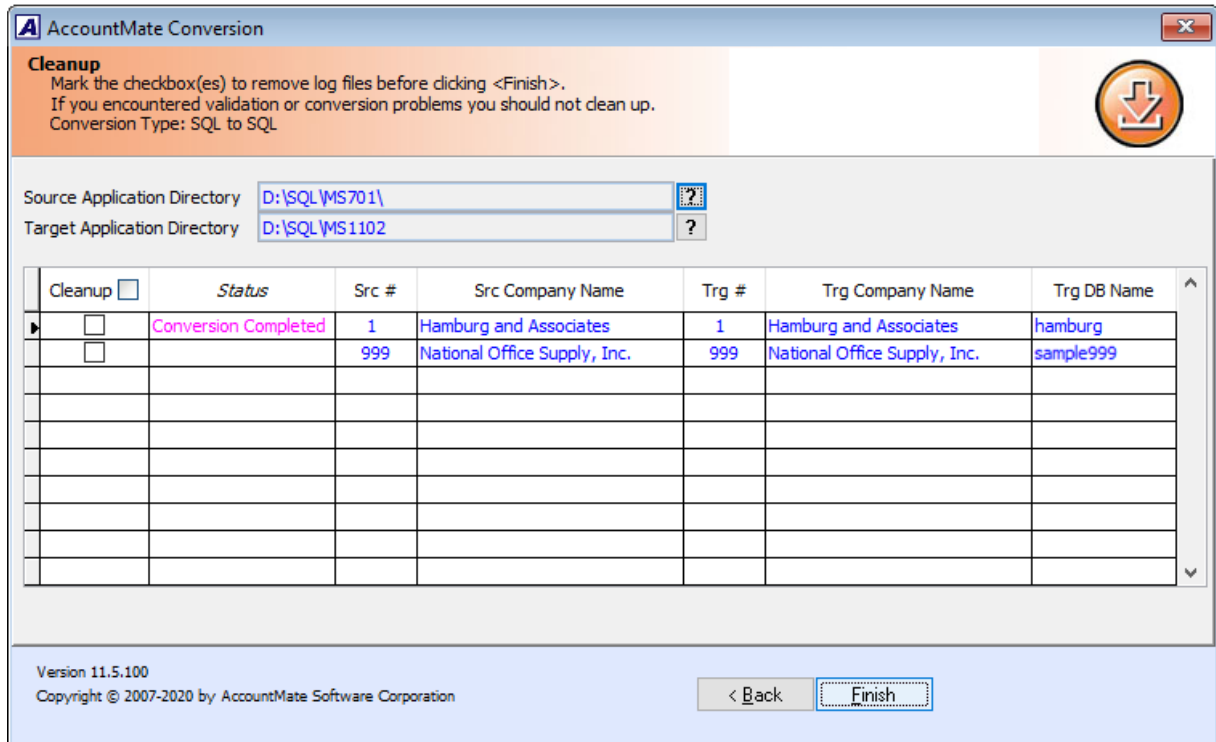 AccountMate Conversion
Cleanup
Mark the checkbox(es) to remove log files before clicking <Finish>.
If you encountered validation or conversion problems you should not clean up.
Conversion Type: SQL to SQL
Source Application Directory D:\SQL\MS701\ ?
Target Application Directory D:\SQL\MS1102 ?
Cleanup Status Src # Src Company Name Trg # Trg Company Name Trg DB Name
Conversion Completed 1 Hamburg and Associates 1 Hamburg and Associates hamburg
999 National Office Supply, Inc. 999 National Office Supply, Inc. sample999
Version 11.5.100
Copyright © 2007-2020 by AccountMate Software Corporation
< Back Finish